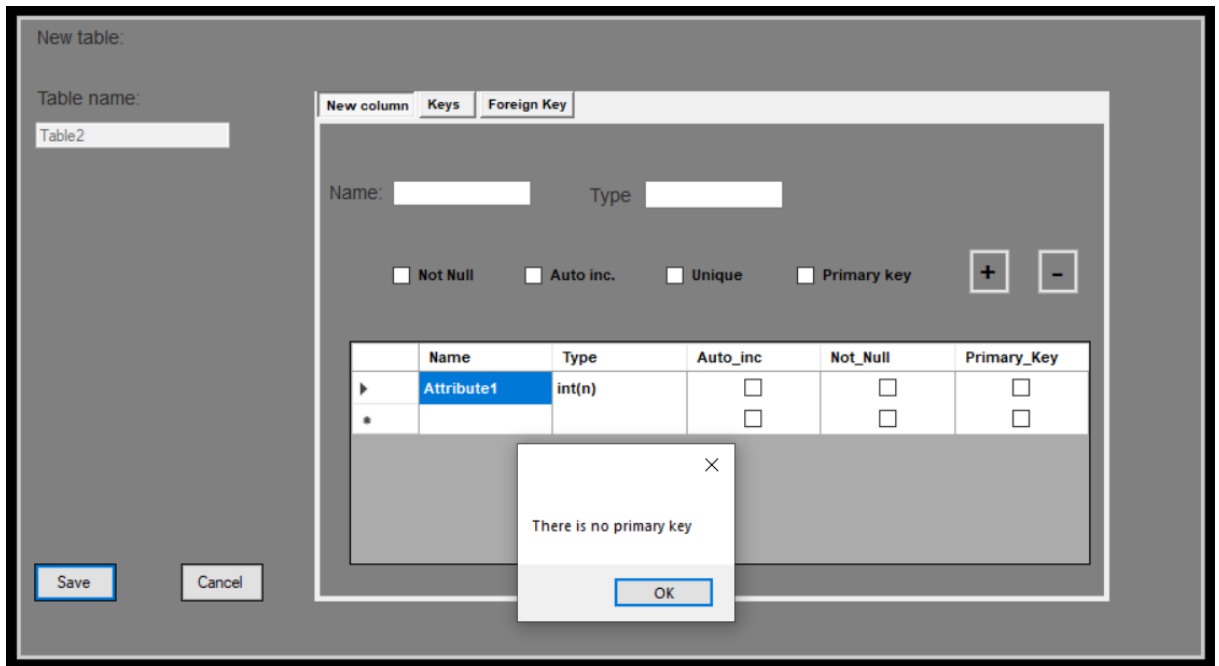 New table:
Table name:
Table2
New column Keys Foreign Key
Name: Type
Not Null Auto inc. Unique Primary key + -
Name Type Auto_inc Not_Null Primary_Key
Attribute1 int(n)
There is no primary key
OK
Save Cancel